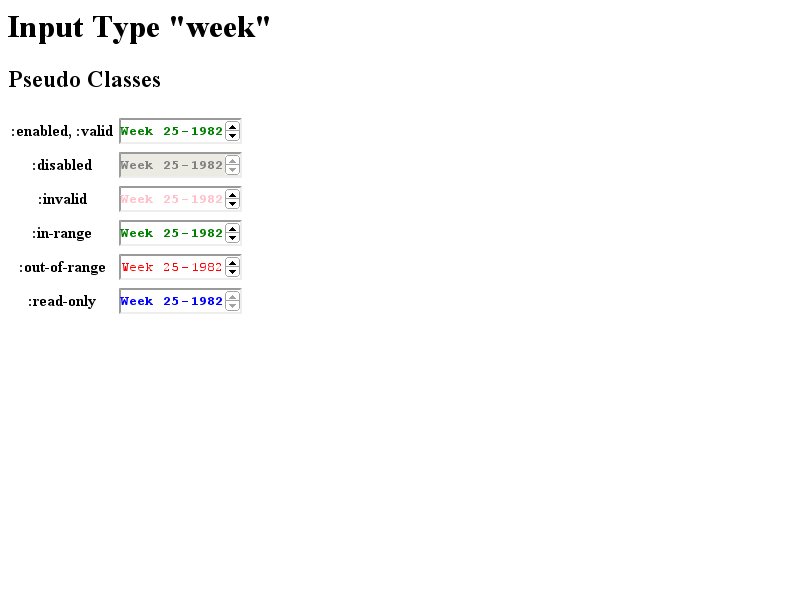 Input Type "week"
Pseudo Classes
:enabled, :valid Week 25-1982
:disabled Week 25-1982
:invalid Week 25-1982
:in-range Week 25-1982
:out-of-range Week 25-1982
:read-only Week 25-1982